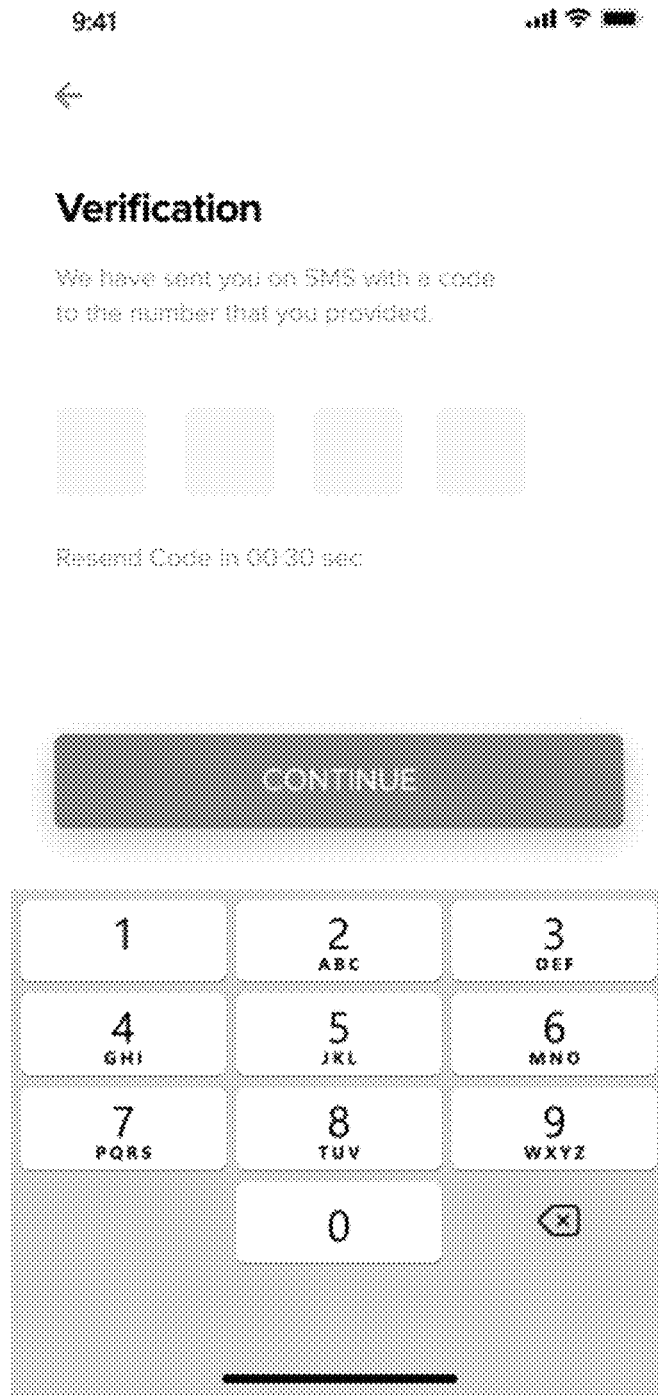 9:41
Verification
We have sent you on SMS with a code
to the number that you provided.
Resend Code in 00:30 sec
CONTINUE
1
2
ABC
3
DEF
4
GHI
5
JKL
6
MNO
7
PQRS
8
TUV
9
WXYZ
0